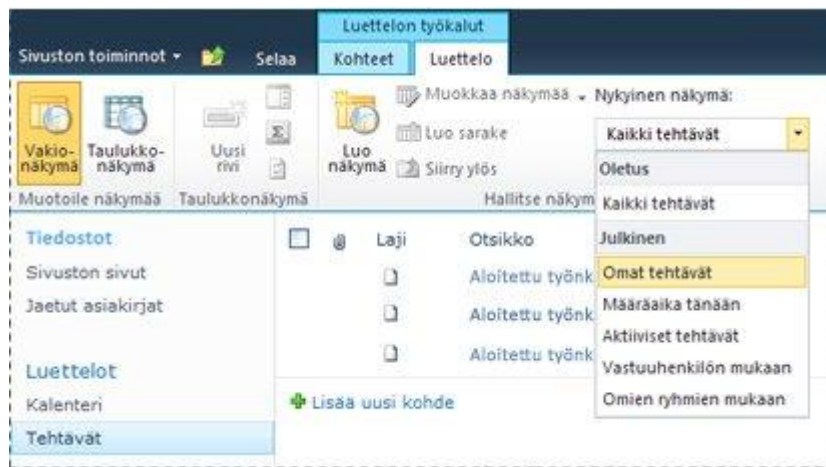 Luettelon työkalut
Sivuston toiminnot
Selaa
Kohteet
Luettelo
Vakio-
näkymä
Taulukko-
näkymä
Uusi
rivi
Luo
näkymä
Muokkaa näkymää
Luo sarake
Siirry ylös
Nykyinen näkymä:
Kaikki tehtävät
Muotoile näkymää
Taulukkonäkymä
Hallitse näkym
Oletus
Kaikki tehtävät
Julkinen
Omat tehtävät
Määräaika tänään
Aktiiviset tehtävät
Vastuuhenkilön mukaan
Omien ryhmien mukaan
Tiedostot
Sivuston sivut
Jaetut asiakirjat
Luettelot
Kalenteri
Tehtävät
Laji
Otsikko
Aloitettu työnk
Aloitettu työnk
Aloitettu työnk
Lisää uusi kohde